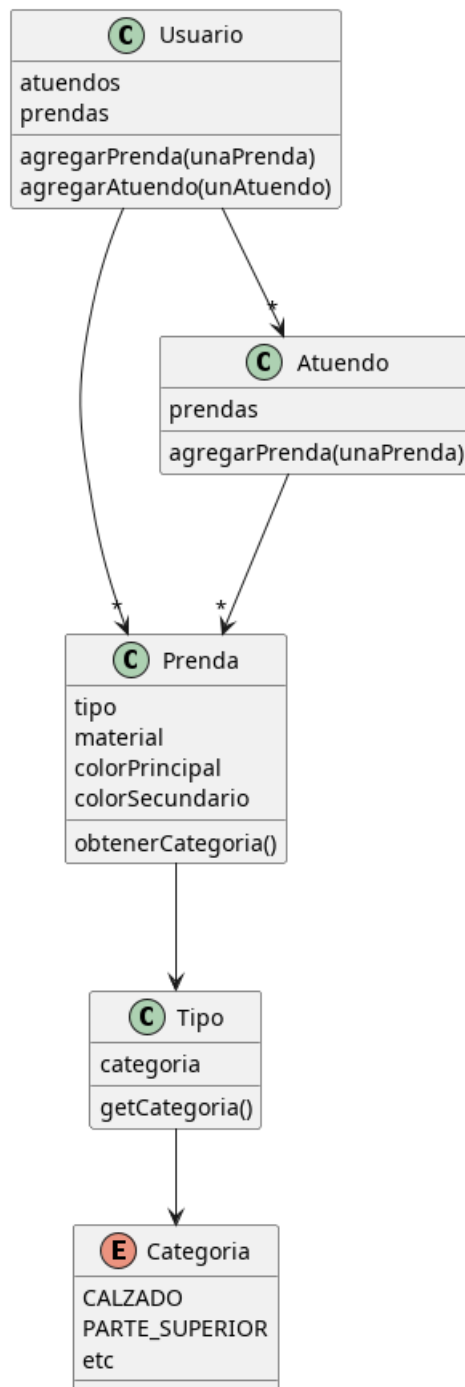 C Usuario
atuendos
prendas
agregarPrenda(unaPrenda)
agregarAtuendo(unAtuendo)
*
C Atuendo
prendas
agregarPrenda(unaPrenda)
* *
C Prenda
tipo
material
colorPrincipal
colorSecundario
obtenerCategoria()
C Tipo
categoria
getCategoria()
E Categoria
CALZADO
PARTE_SUPERIOR
etc